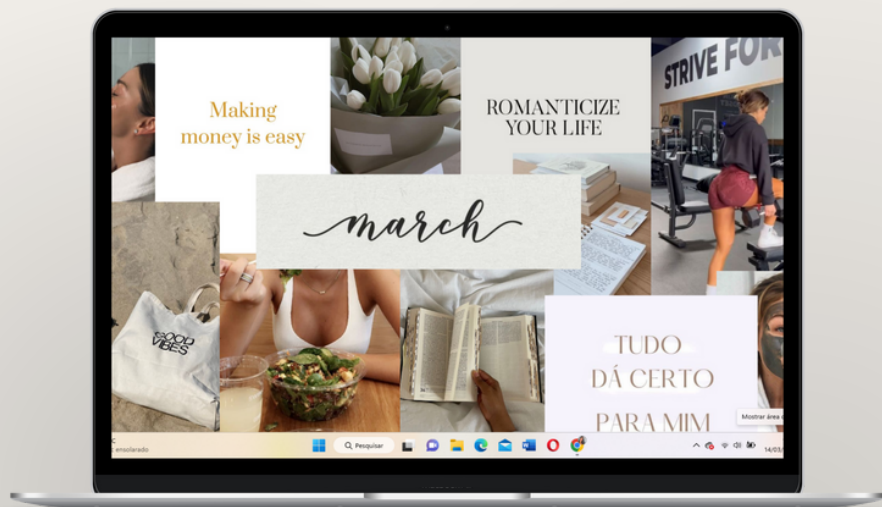 Making
money is easy
ROMANTICIZE
YOUR LIFE
STRIVE FOR
march
GOOD
VIBES
TUDO
DÁ CERTO
PARA MIM
Mostrar área
ensolarado
Pesquisar
14/03/